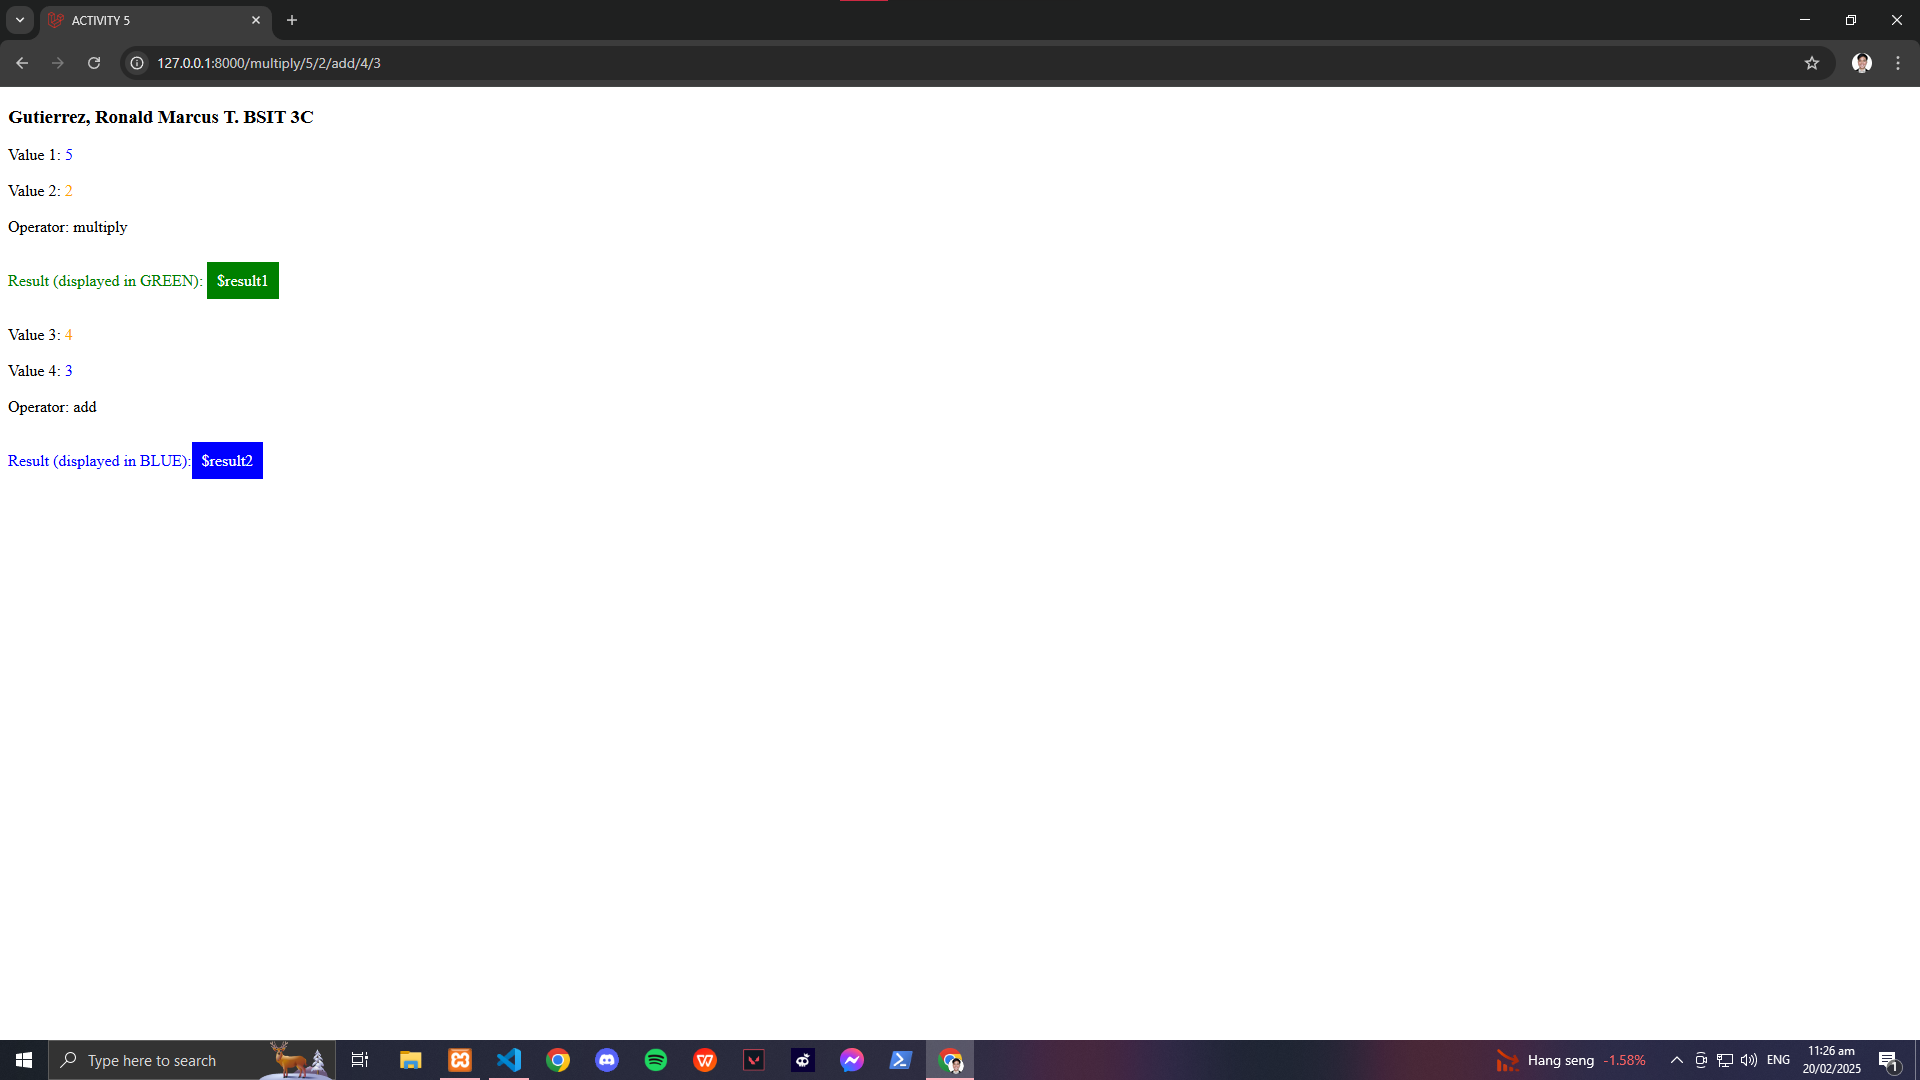 ACTIVITY 5
127.0.0.1:8000/multiply/5/2/add/4/3
Gutierrez, Ronald Marcus T. BSIT 3C
Value 1: 5
Value 2: 2
Operator: multiply
Result (displayed in GREEN): $result1
Value 3: 4
Value 4: 3
Operator: add
Result (displayed in BLUE): $result2
Type here to search
Hang seng -1.58%
ENG
11:26 am
20/02/2025
1